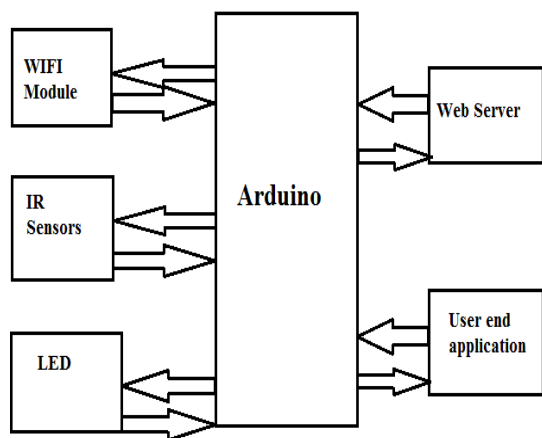 WIFI
Module
IR
Sensors
LED
Arduino
Web Server
User end
application